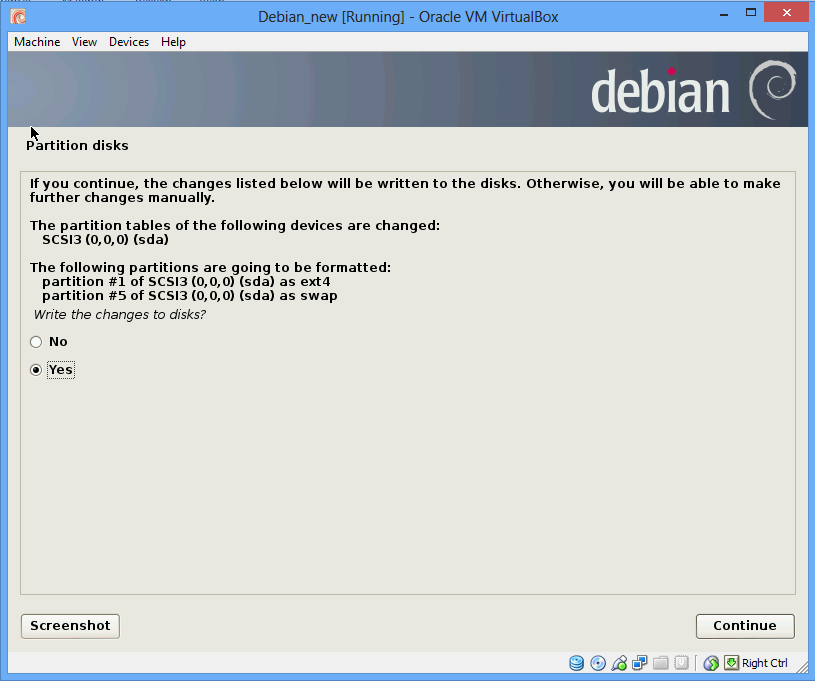 Debian_new [Running] - Oracle VM VirtualBox
Machine View Devices Help
debian
Partition disks
If you continue, the changes listed below will be written to the disks. Otherwise, you will be able to make
further changes manually.
The partition tables of the following devices are changed:
SCSI3 (0,0,0) (sda)
The following partitions are going to be formatted:
partition #1 of SCSI3 (0,0,0) (sda) as ext4
partition #5 of SCSI3 (0,0,0) (sda) as swap
Write the changes to disks?
No
Yes
Screenshot
Continue
Right Ctrl